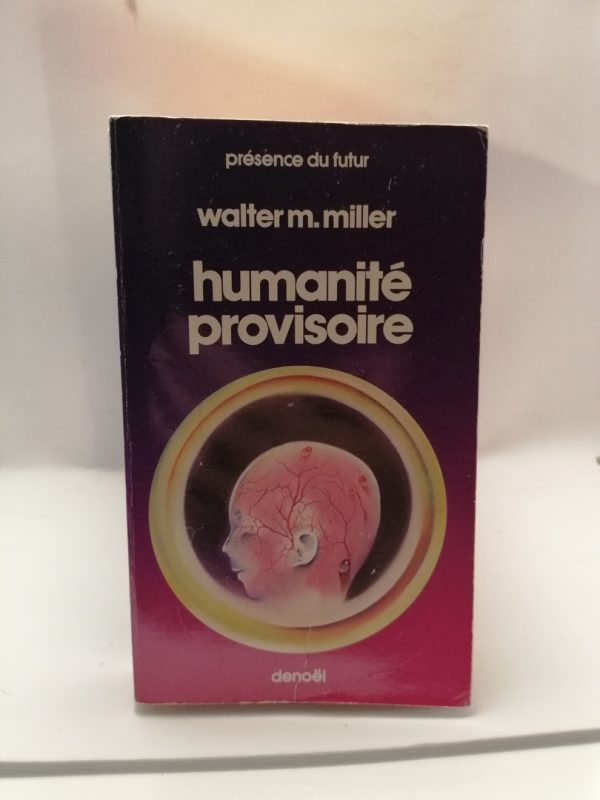 présence du futur
walter m. miller
humanité
provisoire
denoël